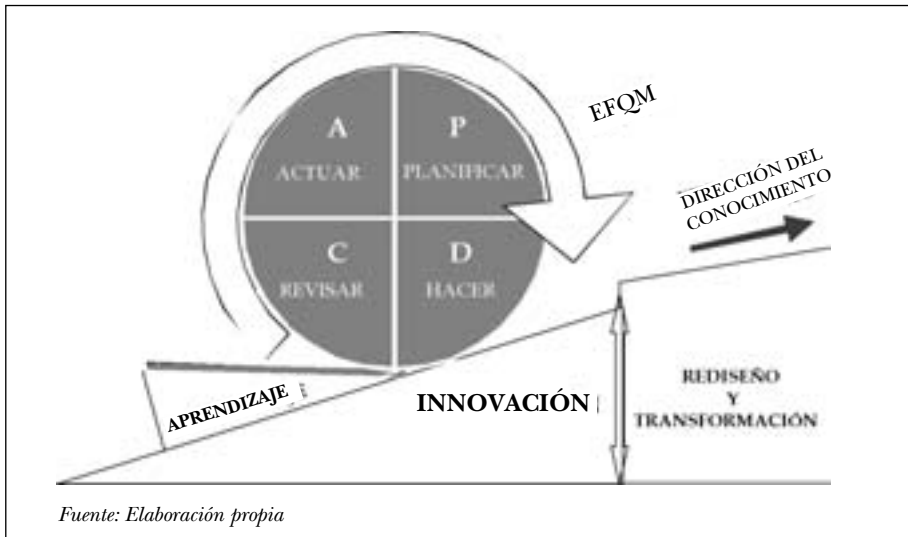 A
ACTUAR
P
PLANIFICAR
C
REVISAR
D
HACER
EFQM
DIRECCIÓN DEL
CONOCIMIENTO
APRENDIZAJE
INNOVACIÓN
REDISEÑO
Y
TRANSFORMACIÓN
Fuente: Elaboración propia